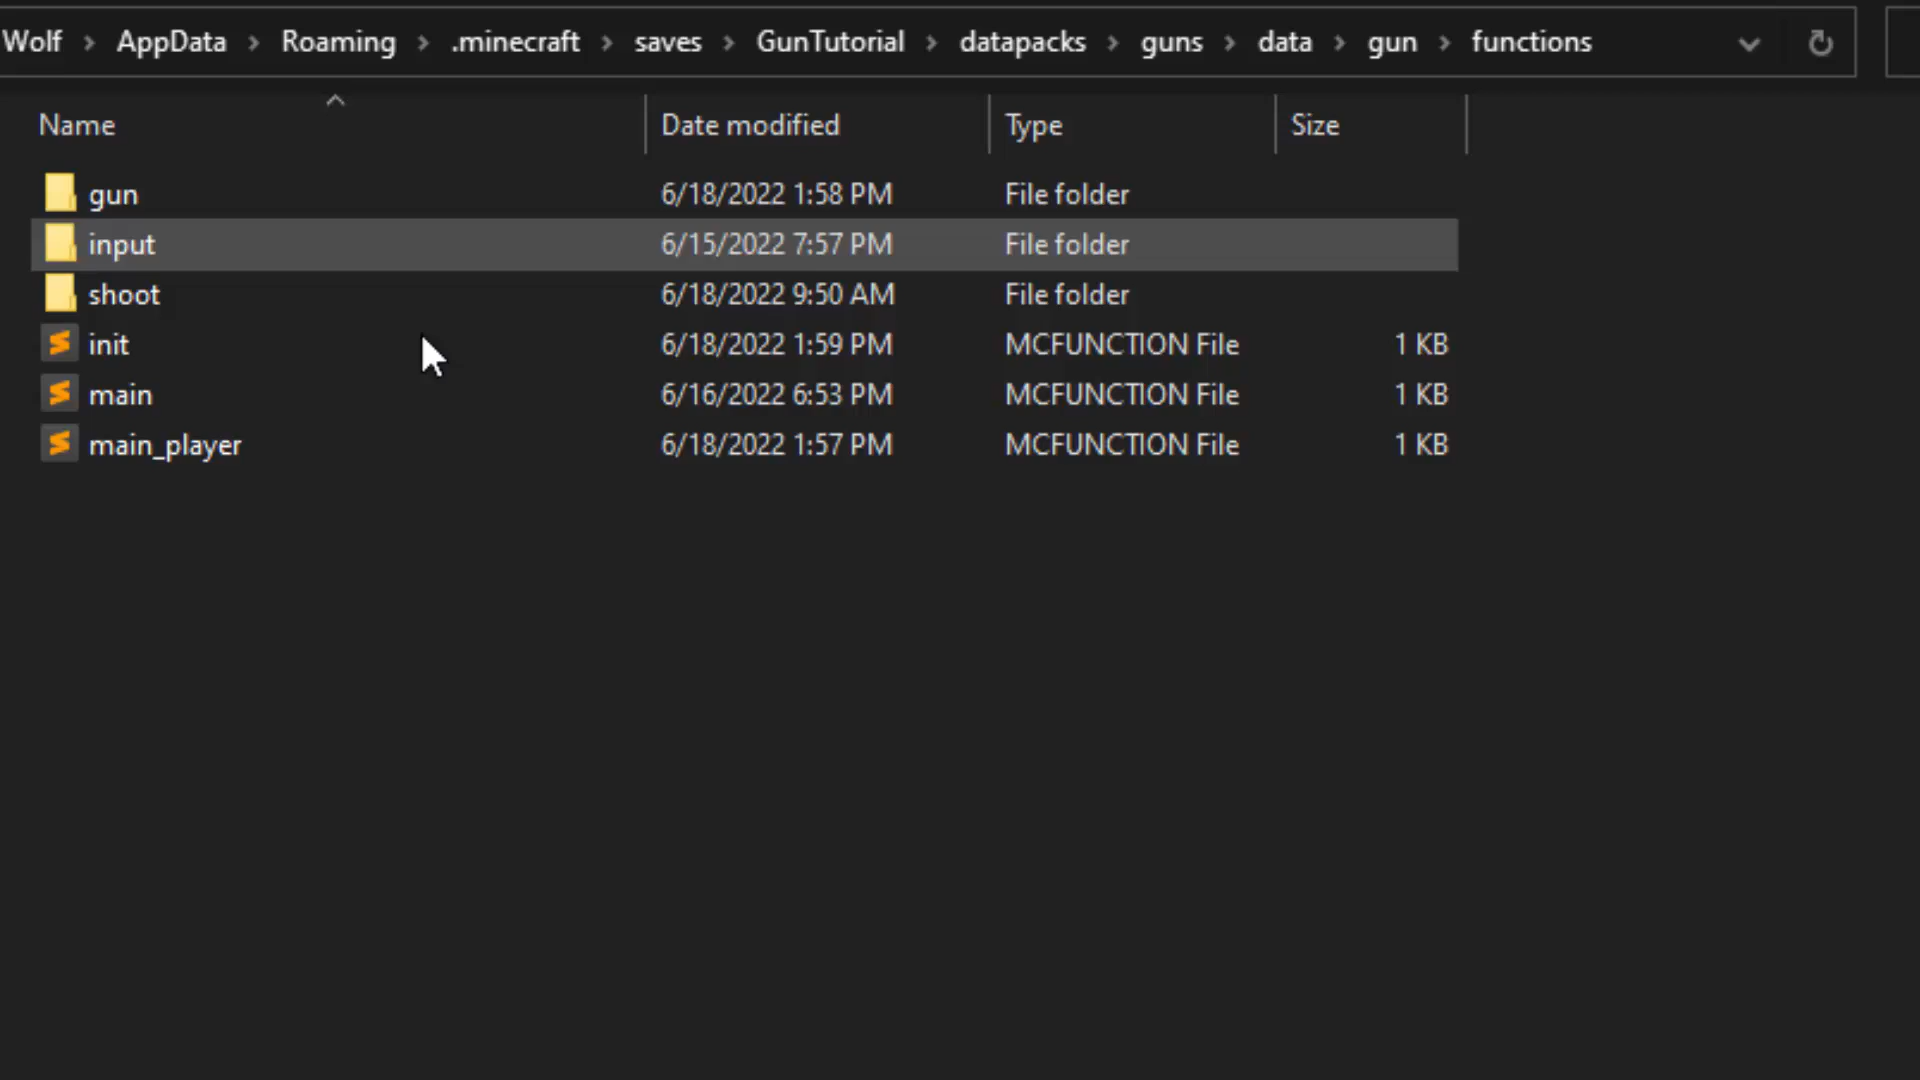 Wolf > AppData > Roaming > .minecraft > saves > GunTutorial > datapacks > guns > data > gun > functions
Name Date modified Type Size
gun 6/18/2022 1:58 PM File folder
input 6/15/2022 7:57 PM File folder
shoot 6/18/2022 9:50 AM File folder
init 6/18/2022 1:59 PM MCFUNCTION File 1 KB
main 6/16/2022 6:53 PM MCFUNCTION File 1 KB
main_player 6/18/2022 1:57 PM MCFUNCTION File 1 KB